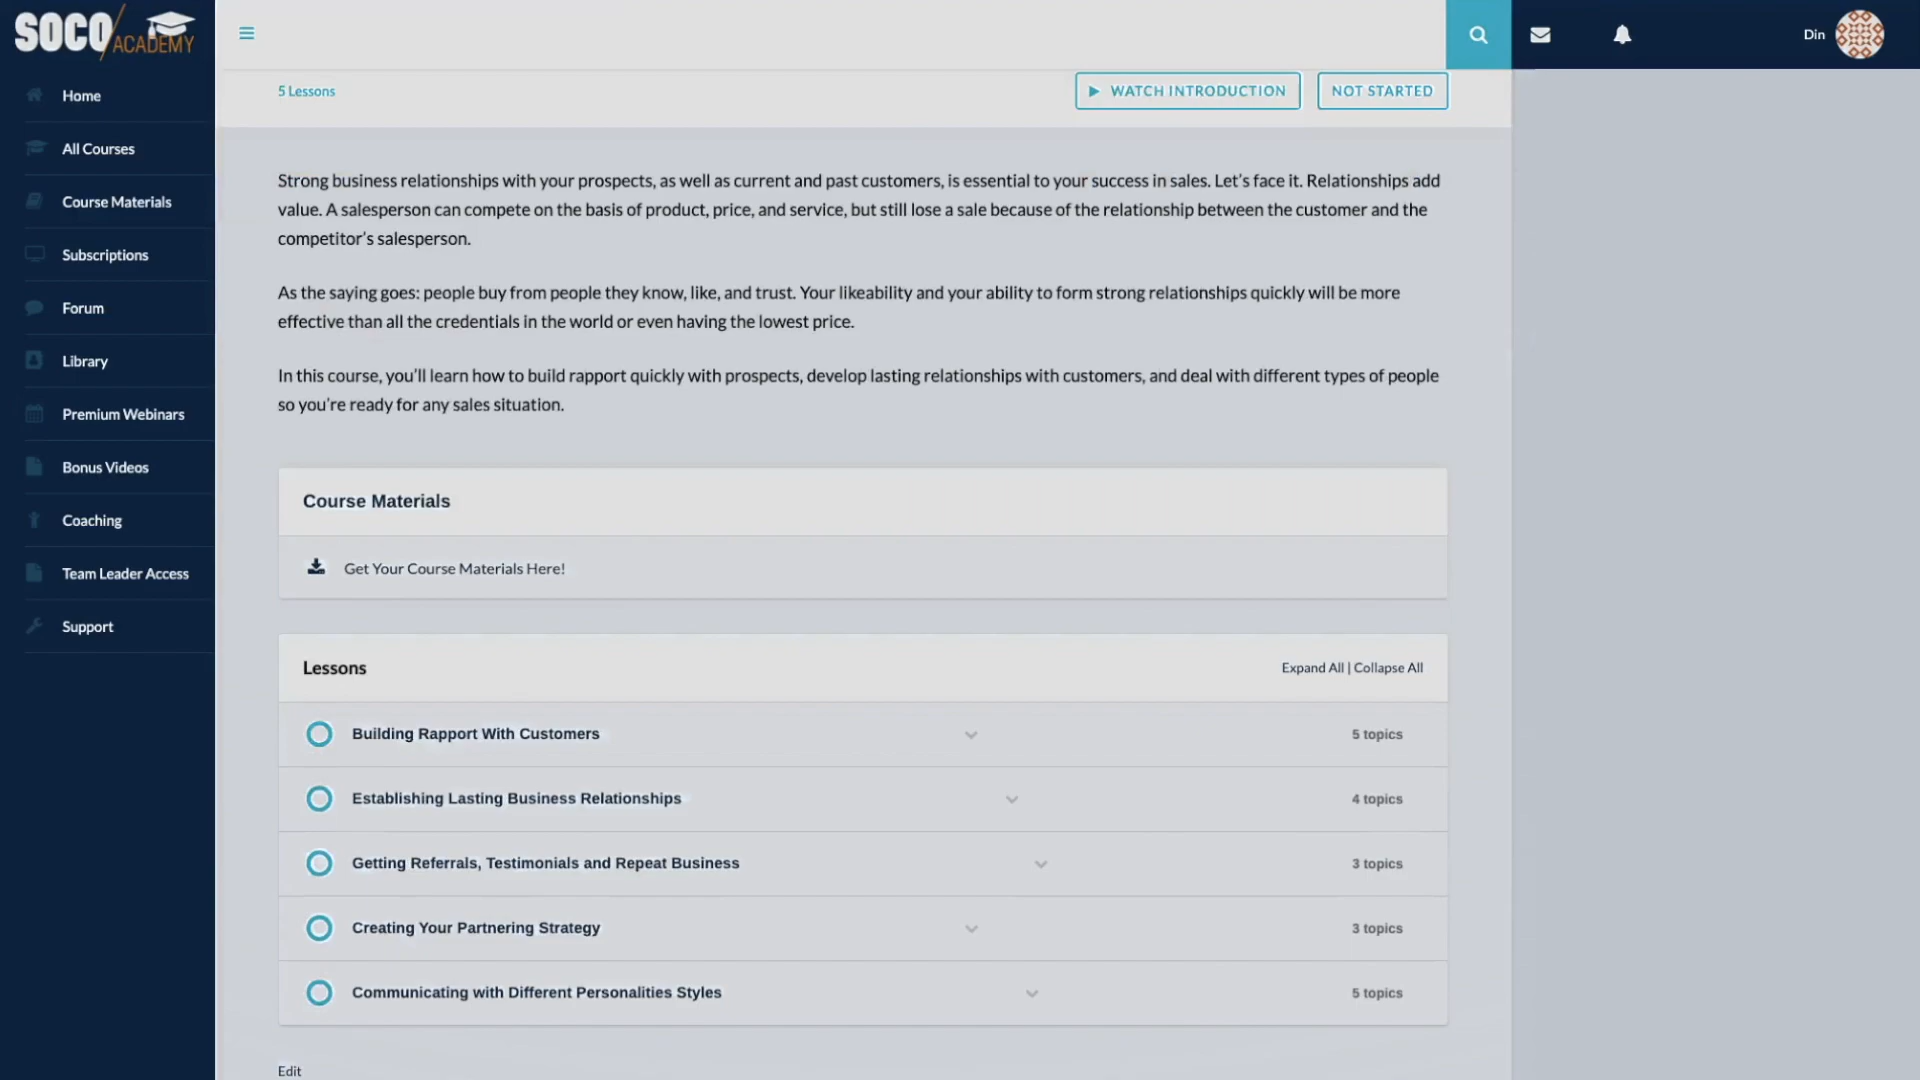 SOCO/ACADEMY
Din
Home
All Courses
Course Materials
Subscriptions
Forum
Library
Premium Webinars
Bonus Videos
Coaching
Team Leader Access
Support
5 Lessons
WATCH INTRODUCTION
NOT STARTED
Strong business relationships with your prospects, as well as current and past customers, is essential to your success in sales. Let's face it. Relationships add
value. A salesperson can compete on the basis of product, price, and service, but still lose a sale because of the relationship between the customer and the
competitor's salesperson.
As the saying goes: people buy from people they know, like, and trust. Your likeability and your ability to form strong relationships quickly will be more
effective than all the credentials in the world or even having the lowest price.
In this course, you'll learn how to build rapport quickly with prospects, develop lasting relationships with customers, and deal with different types of people
so you're ready for any sales situation.
Course Materials
Get Your Course Materials Here!
Lessons
Expand All | Collapse All
Building Rapport With Customers
5 topics
Establishing Lasting Business Relationships
4 topics
Getting Referrals, Testimonials and Repeat Business
3 topics
Creating Your Partnering Strategy
3 topics
Communicating with Different Personalities Styles
5 topics
Edit